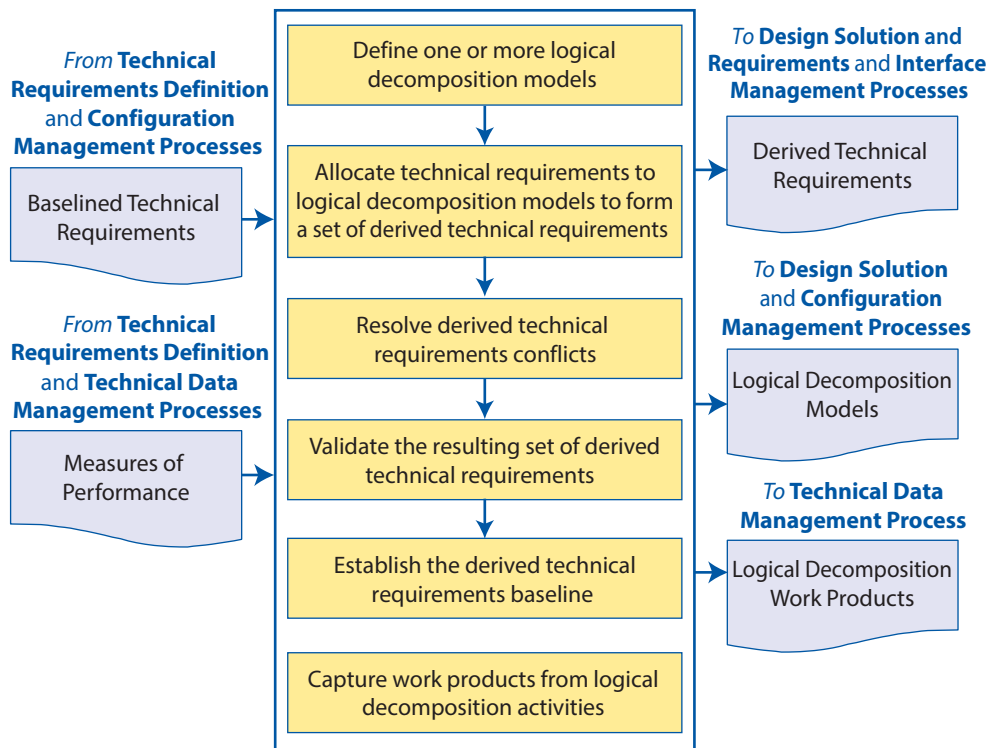 From Technical
Requirements Definition
and Configuration
Management Processes
Baselined Technical
Requirements
From Technical
Requirements Definition
and Technical Data
Management Processes
Measures of
Performance
Define one or more logical
decomposition models
Allocate technical requirements to
logical decomposition models to form
a set of derived technical requirements
Resolve derived technical
requirements conflicts
Validate the resulting set of derived
technical requirements
Establish the derived technical
requirements baseline
Capture work products from logical
decomposition activities
To Design Solution and
Requirements and Interface
Management Processes
Derived Technical
Requirements
To Design Solution
and Configuration
Management Processes
Logical Decomposition
Models
To Technical Data
Management Process
Logical Decomposition
Work Products